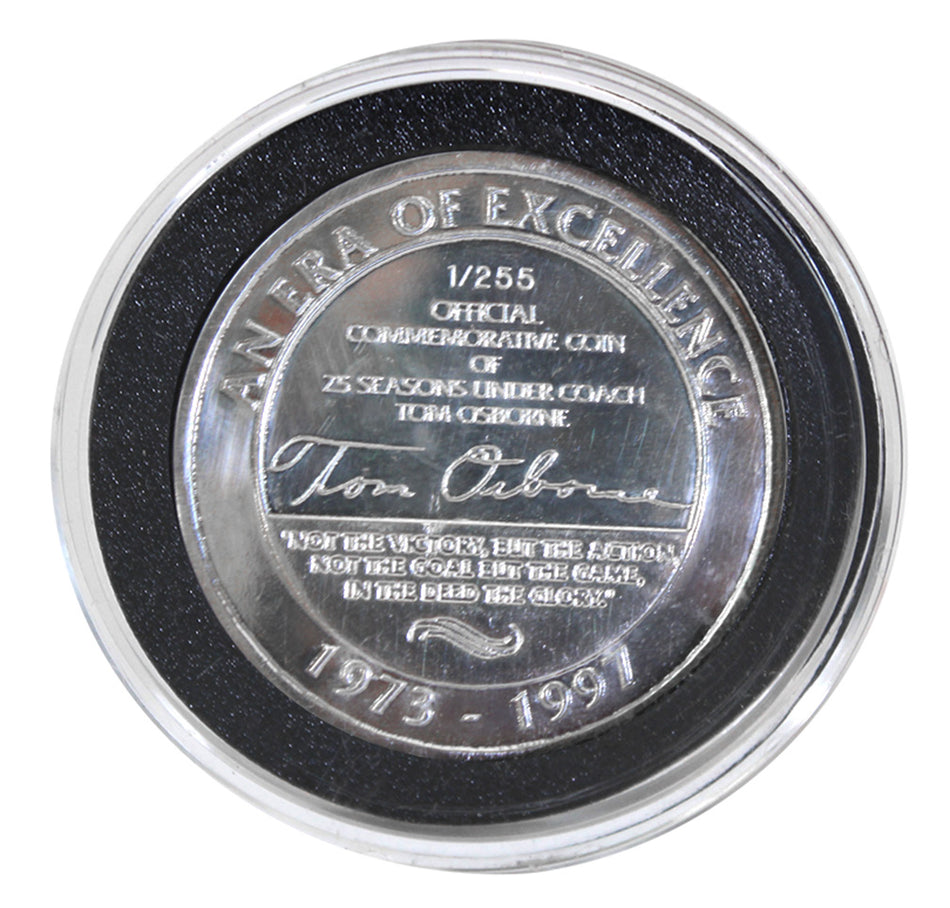 AN ERA OF EXCELLENCE
1/255
OFFICIAL
COMMEMORATIVE COIN
OF
25 SEASONS UNDER COACH
TOM OSBORNE
Tom Osborne
"NOT THE VICTORY, BUT THE ACTION,
NOT THE GOAL BUT THE GAME,
IN THE DEED THE GLORY."
1973 - 1997